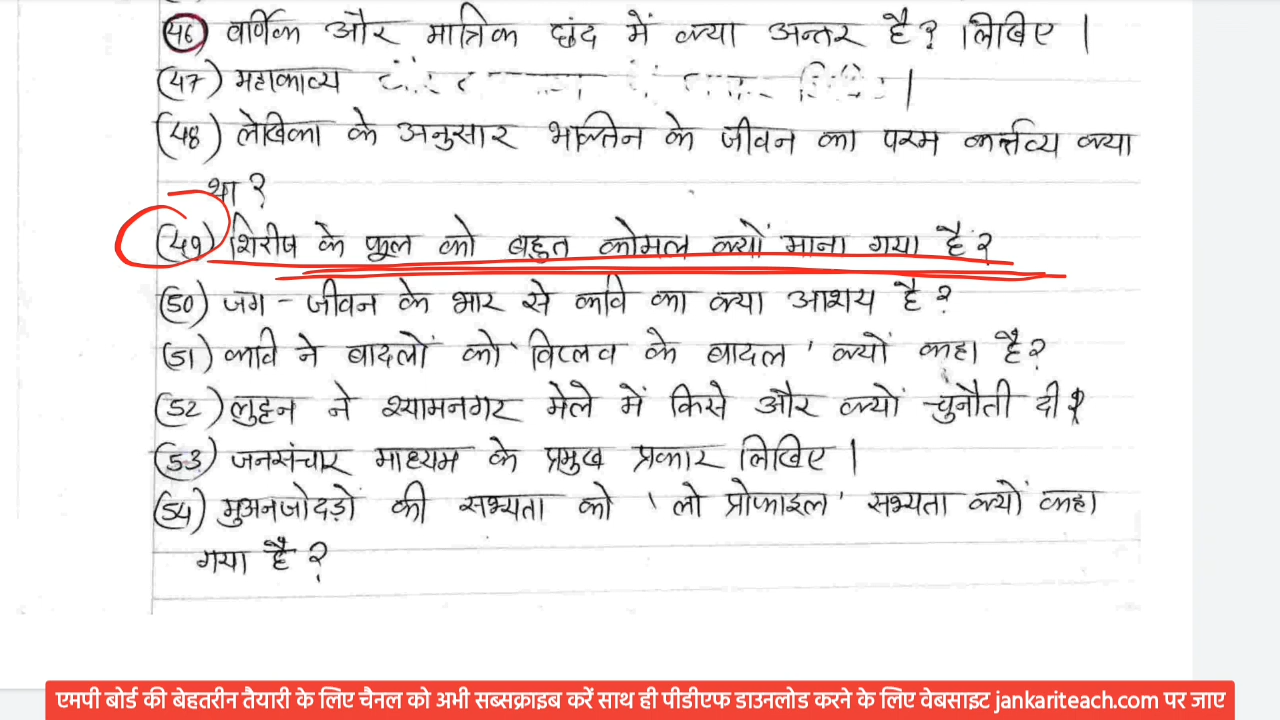 (46) वर्णिक और मात्रिक छंद में क्या अन्तर है? लिखिए |
(47) महाकाव्य |
(48) लेखिका के अनुसार भक्तिन के जीवन का परम कर्त्तव्य क्या
था ?
(49) शिरीष के फूल को बहुत कोमल क्यों माना गया है ?
(50) जग - जीवन के भार से कवि का क्या आशय है ?
(51) कवि ने बादलों को 'विप्लव के बादल' क्यों कहा है ?
(52) लुट्टन ने श्यामनगर मेले में किसे और क्यों चुनौती दी ?
(53) जनसंचार माध्यम के प्रमुख प्रकार लिखिए |
(54) मुअनजोदड़ों की सभ्यता को 'लो प्रोफाइल' सभ्यता क्यों कहा
गया है ?
एमपी बोर्ड की बेहतरीन तैयारी के लिए चैनल को अभी सब्सक्राइब करें साथ ही पीडीएफ डाउनलोड करने के लिए वेबसाइट jankariteach.com पर जाए